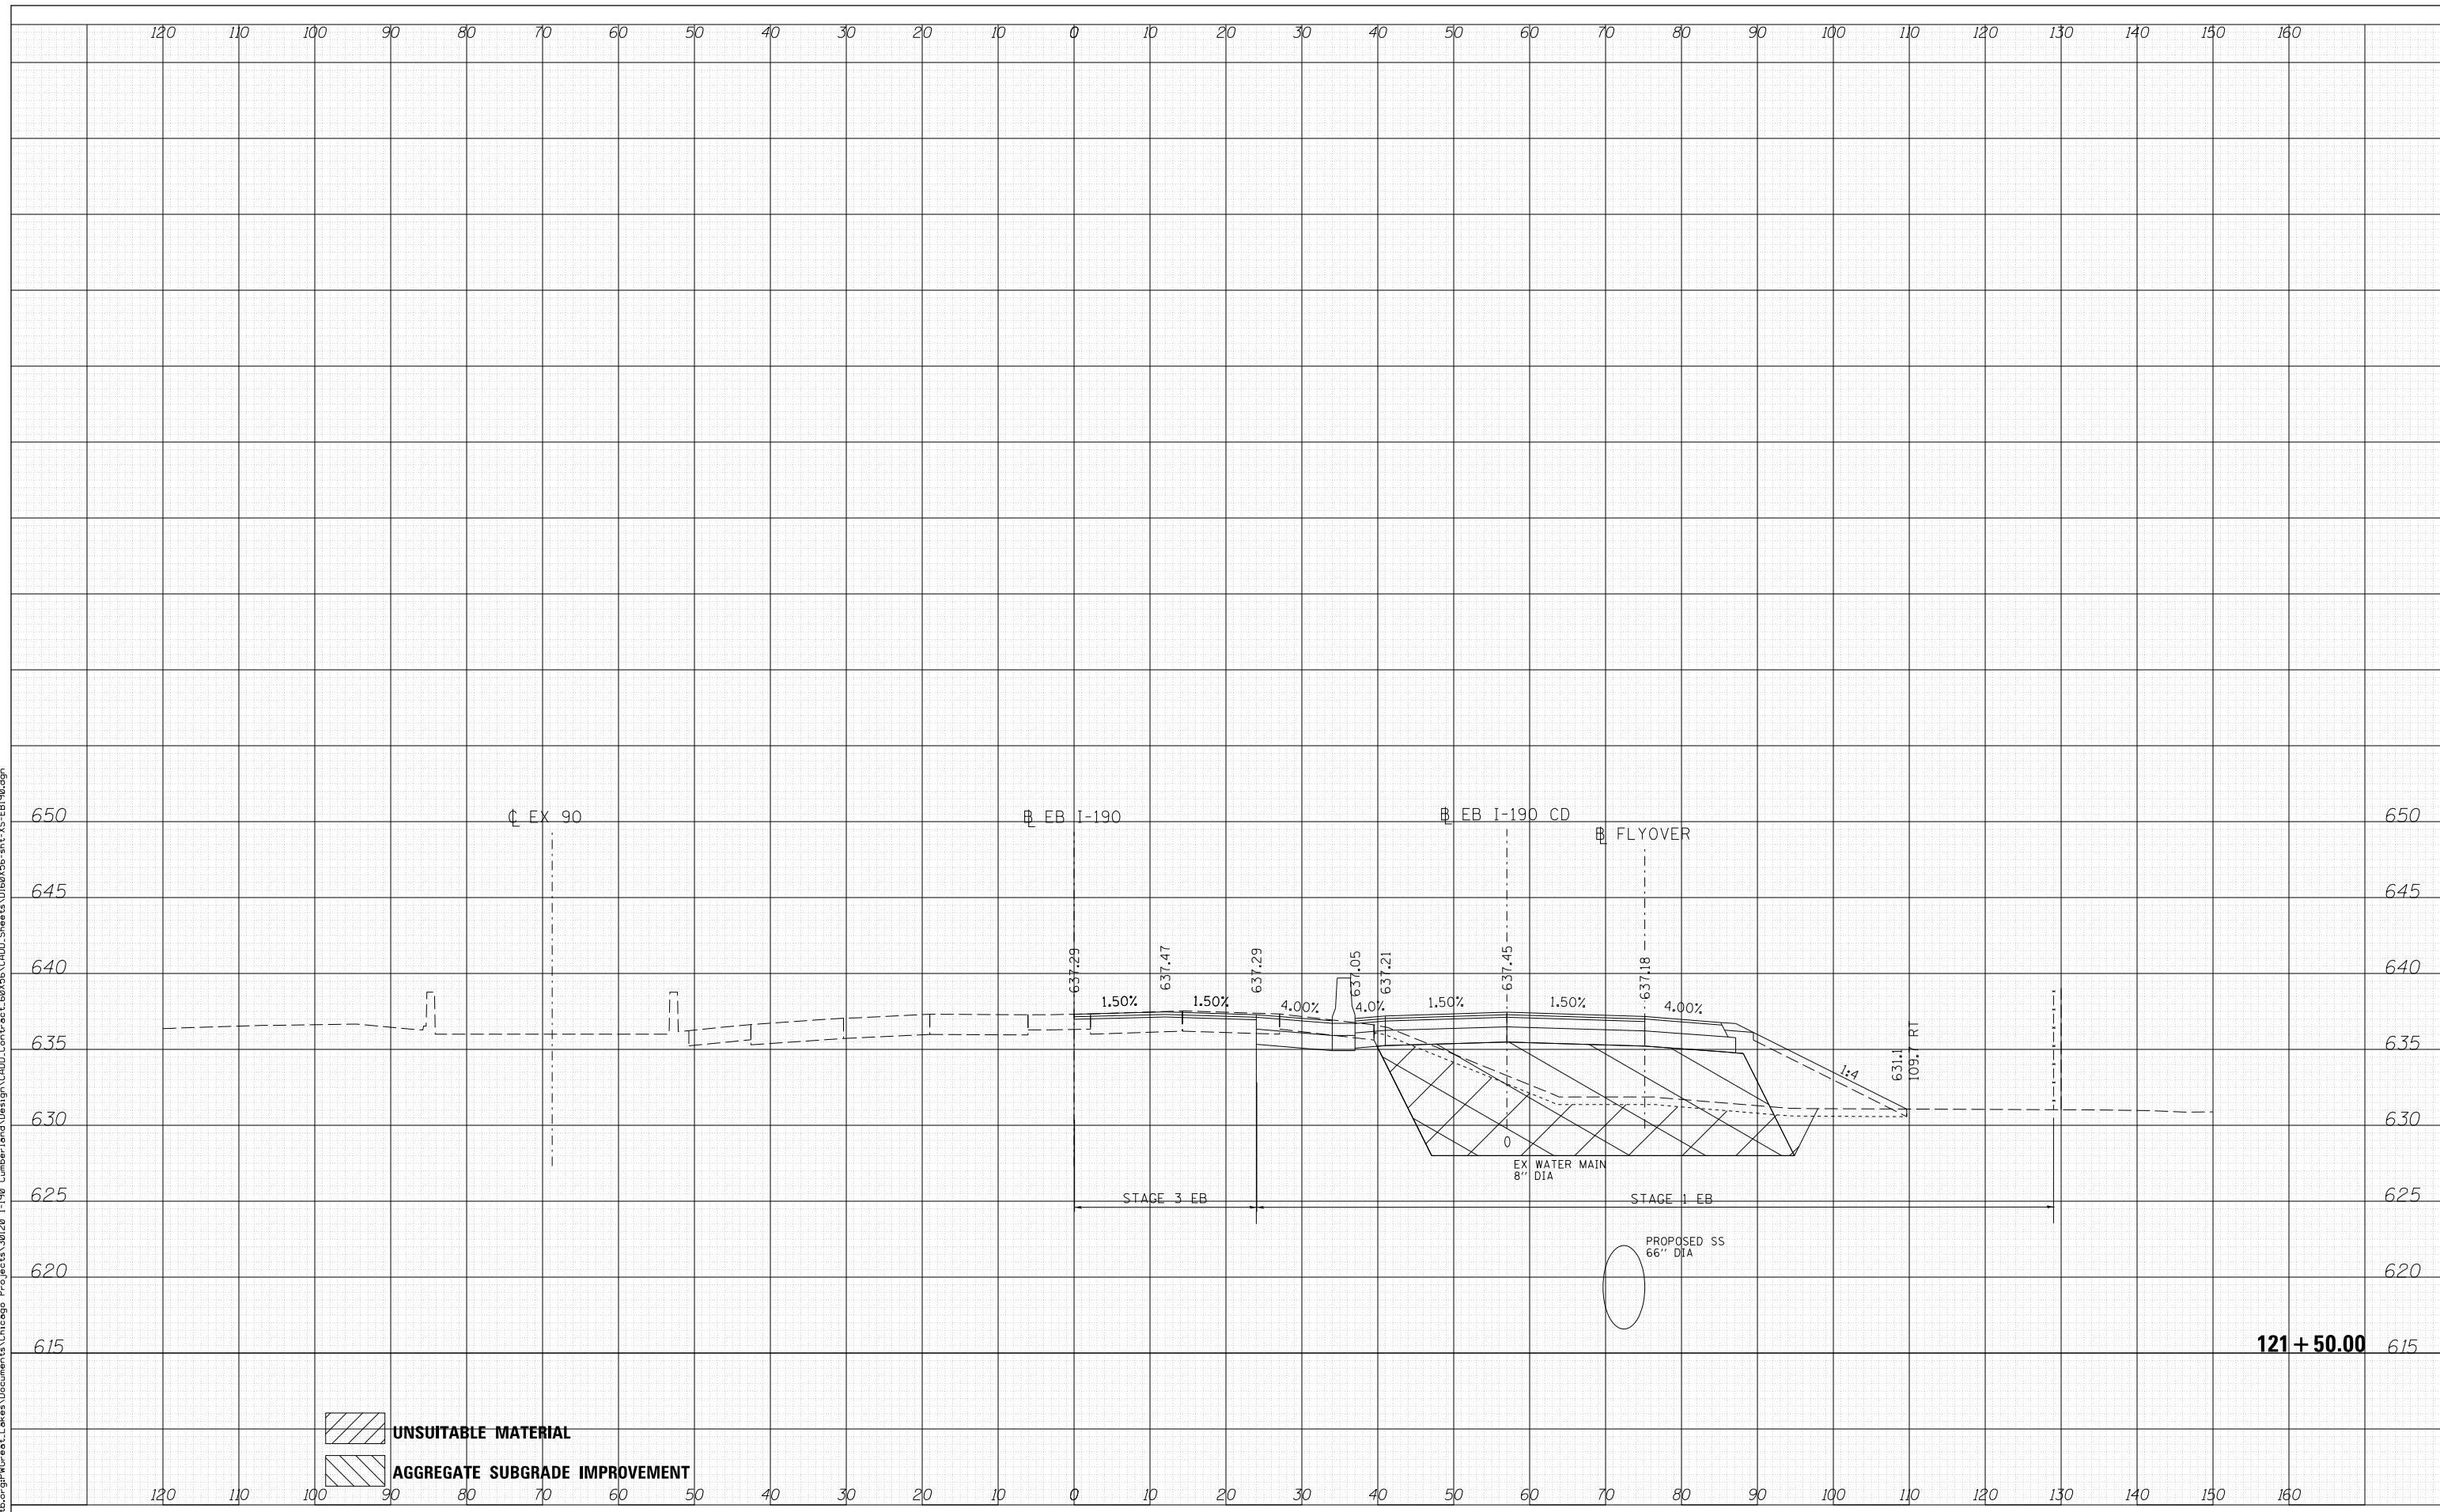 120 110 100 90 80 70 60 50 40 30 20 10 0 10 20 30 40 50 60 70 80 90 100 110 120 130 140 150 160
650 ℄ EX 90 B EB I-190 B EB I-190 CD 650
B FLYOVER
645 645
640 637.29 637.47 637.29 637.05 637.21 637.45 637.18 640
1.50% 1.50% 4.00% 4.0% 1.50% 1.50% 4.00%
635 635
1:4
631.1
109.7 RT
630 630
EX WATER MAIN
8" DIA
625 STAGE 3 EB STAGE 1 EB 625
PROPOSED SS
66" DIA
620 620
615 121+50.00 615
UNSUITABLE MATERIAL
AGGREGATE SUBGRADE IMPROVEMENT
120 110 100 90 80 70 60 50 40 30 20 10 0 10 20 30 40 50 60 70 80 90 100 110 120 130 140 150 160